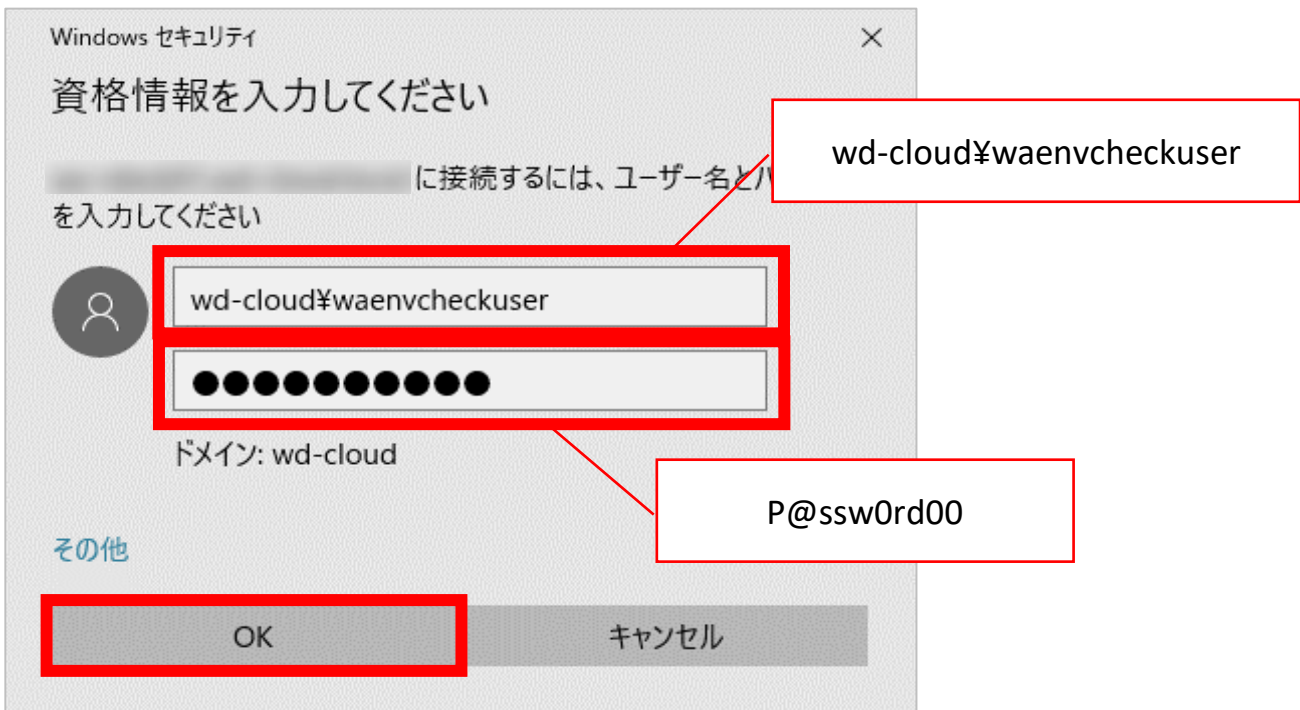 Windows セキュリティ
資格情報を入力してください
に接続するには、ユーザー名とパ
を入力してください
wd-cloud¥waenvcheckuser
wd-cloud¥waenvcheckuser
●●●●●●●●●●
ドメイン: wd-cloud
P@ssw0rd00
その他
OK
キャンセル